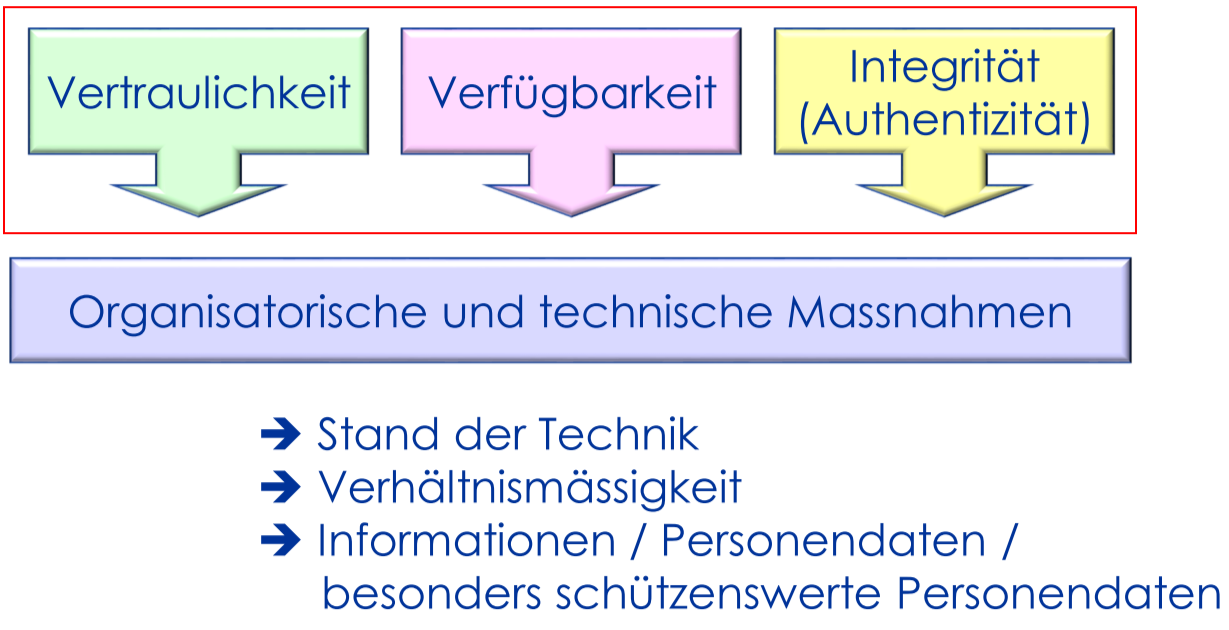 Vertraulichkeit
Verfügbarkeit
Integrität
(Authentizität)
Organisatorische und technische Massnahmen
➔ Stand der Technik
➔ Verhältnismässigkeit
➔ Informationen / Personendaten /
besonders schützenswerte Personendaten